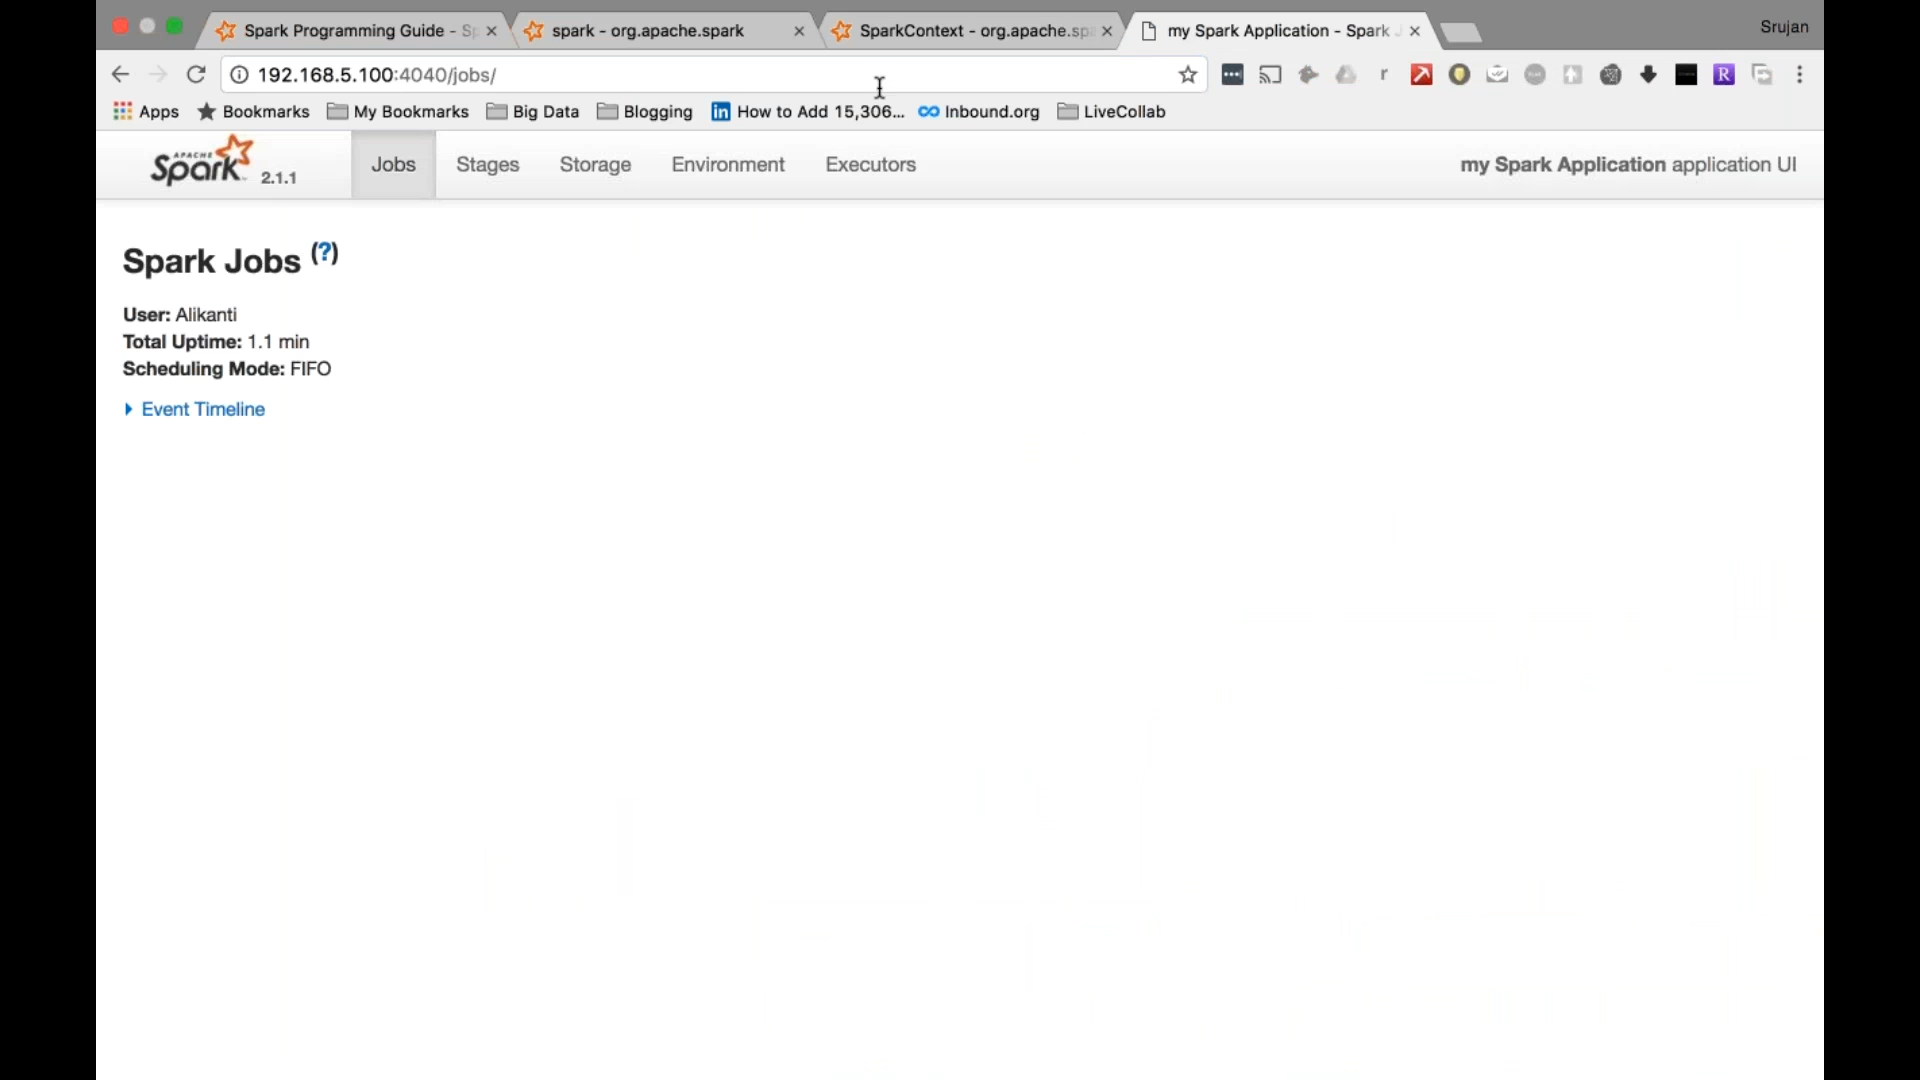 Spark Programming Guide - Sp
spark - org.apache.spark
SparkContext - org.apache.spa
my Spark Application - Spark J
Srujan
192.168.5.100:4040/jobs/
Apps Bookmarks My Bookmarks Big Data Blogging in How to Add 15,306... Inbound.org LiveCollab
APACHE
Spark 2.1.1 Jobs Stages Storage Environment Executors my Spark Application application UI
Spark Jobs (?)
User: Alikanti
Total Uptime: 1.1 min
Scheduling Mode: FIFO
Event Timeline